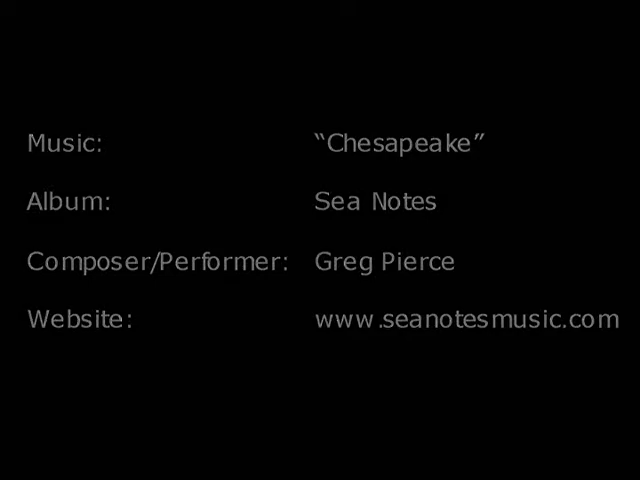 Music: “Chesapeake”
Album: Sea Notes
Composer/Performer: Greg Pierce
Website: www.seanotesmusic.com